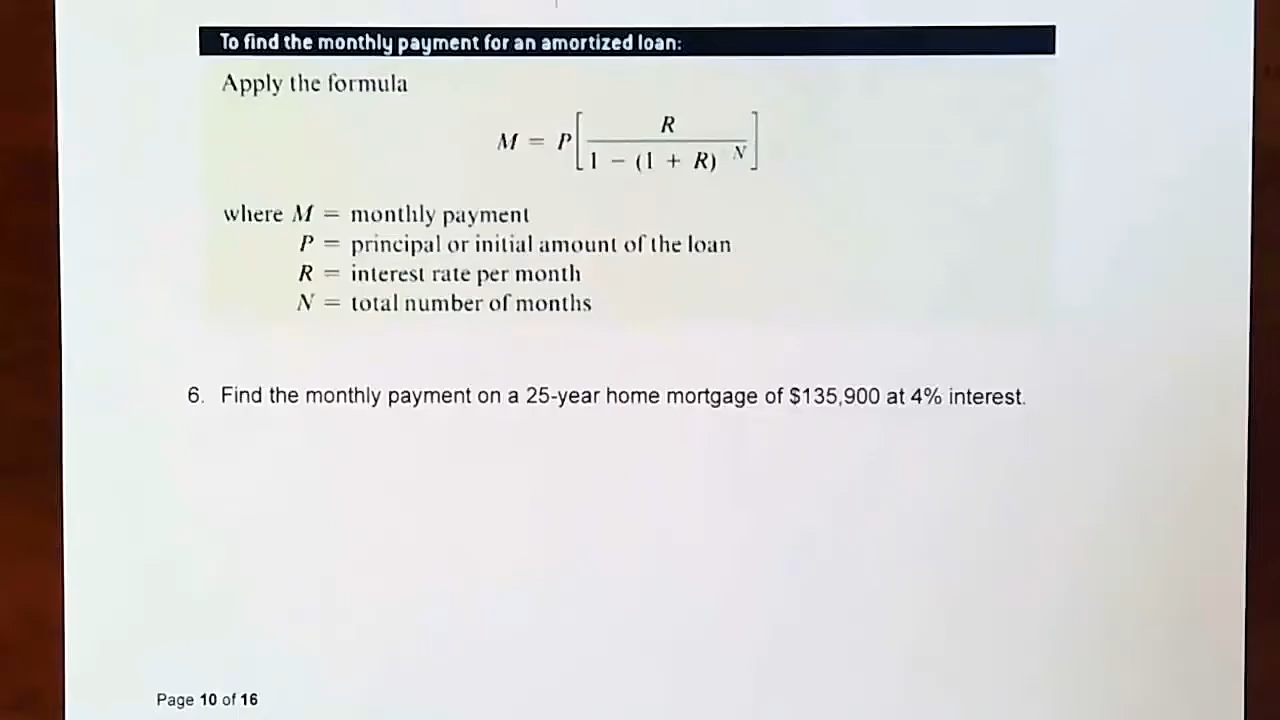 To find the monthly payment for an amortized loan:
Apply the formula
M = P[ R / 1 − (1 + R) N ]
where M = monthly payment
P = principal or initial amount of the loan
R = interest rate per month
N = total number of months
6. Find the monthly payment on a 25-year home mortgage of $135,900 at 4% interest.
Page 10 of 16